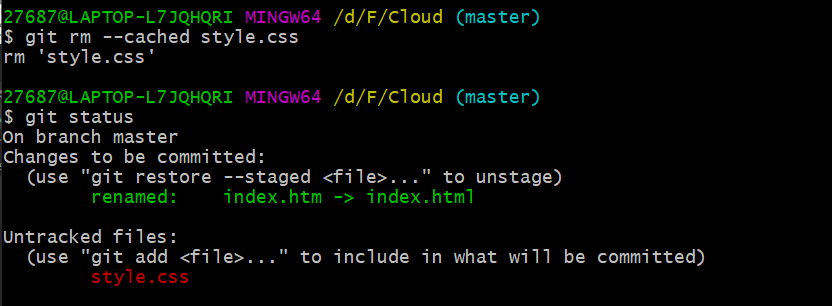 27687@LAPTOP-L7JQHQRI MINGW64 /d/F/Cloud (master)
$ git rm --cached style.css
rm 'style.css'
27687@LAPTOP-L7JQHQRI MINGW64 /d/F/Cloud (master)
$ git status
On branch master
Changes to be committed:
  (use "git restore --staged <file>..." to unstage)
        renamed:    index.htm -> index.html
Untracked files:
  (use "git add <file>..." to include in what will be committed)
        style.css